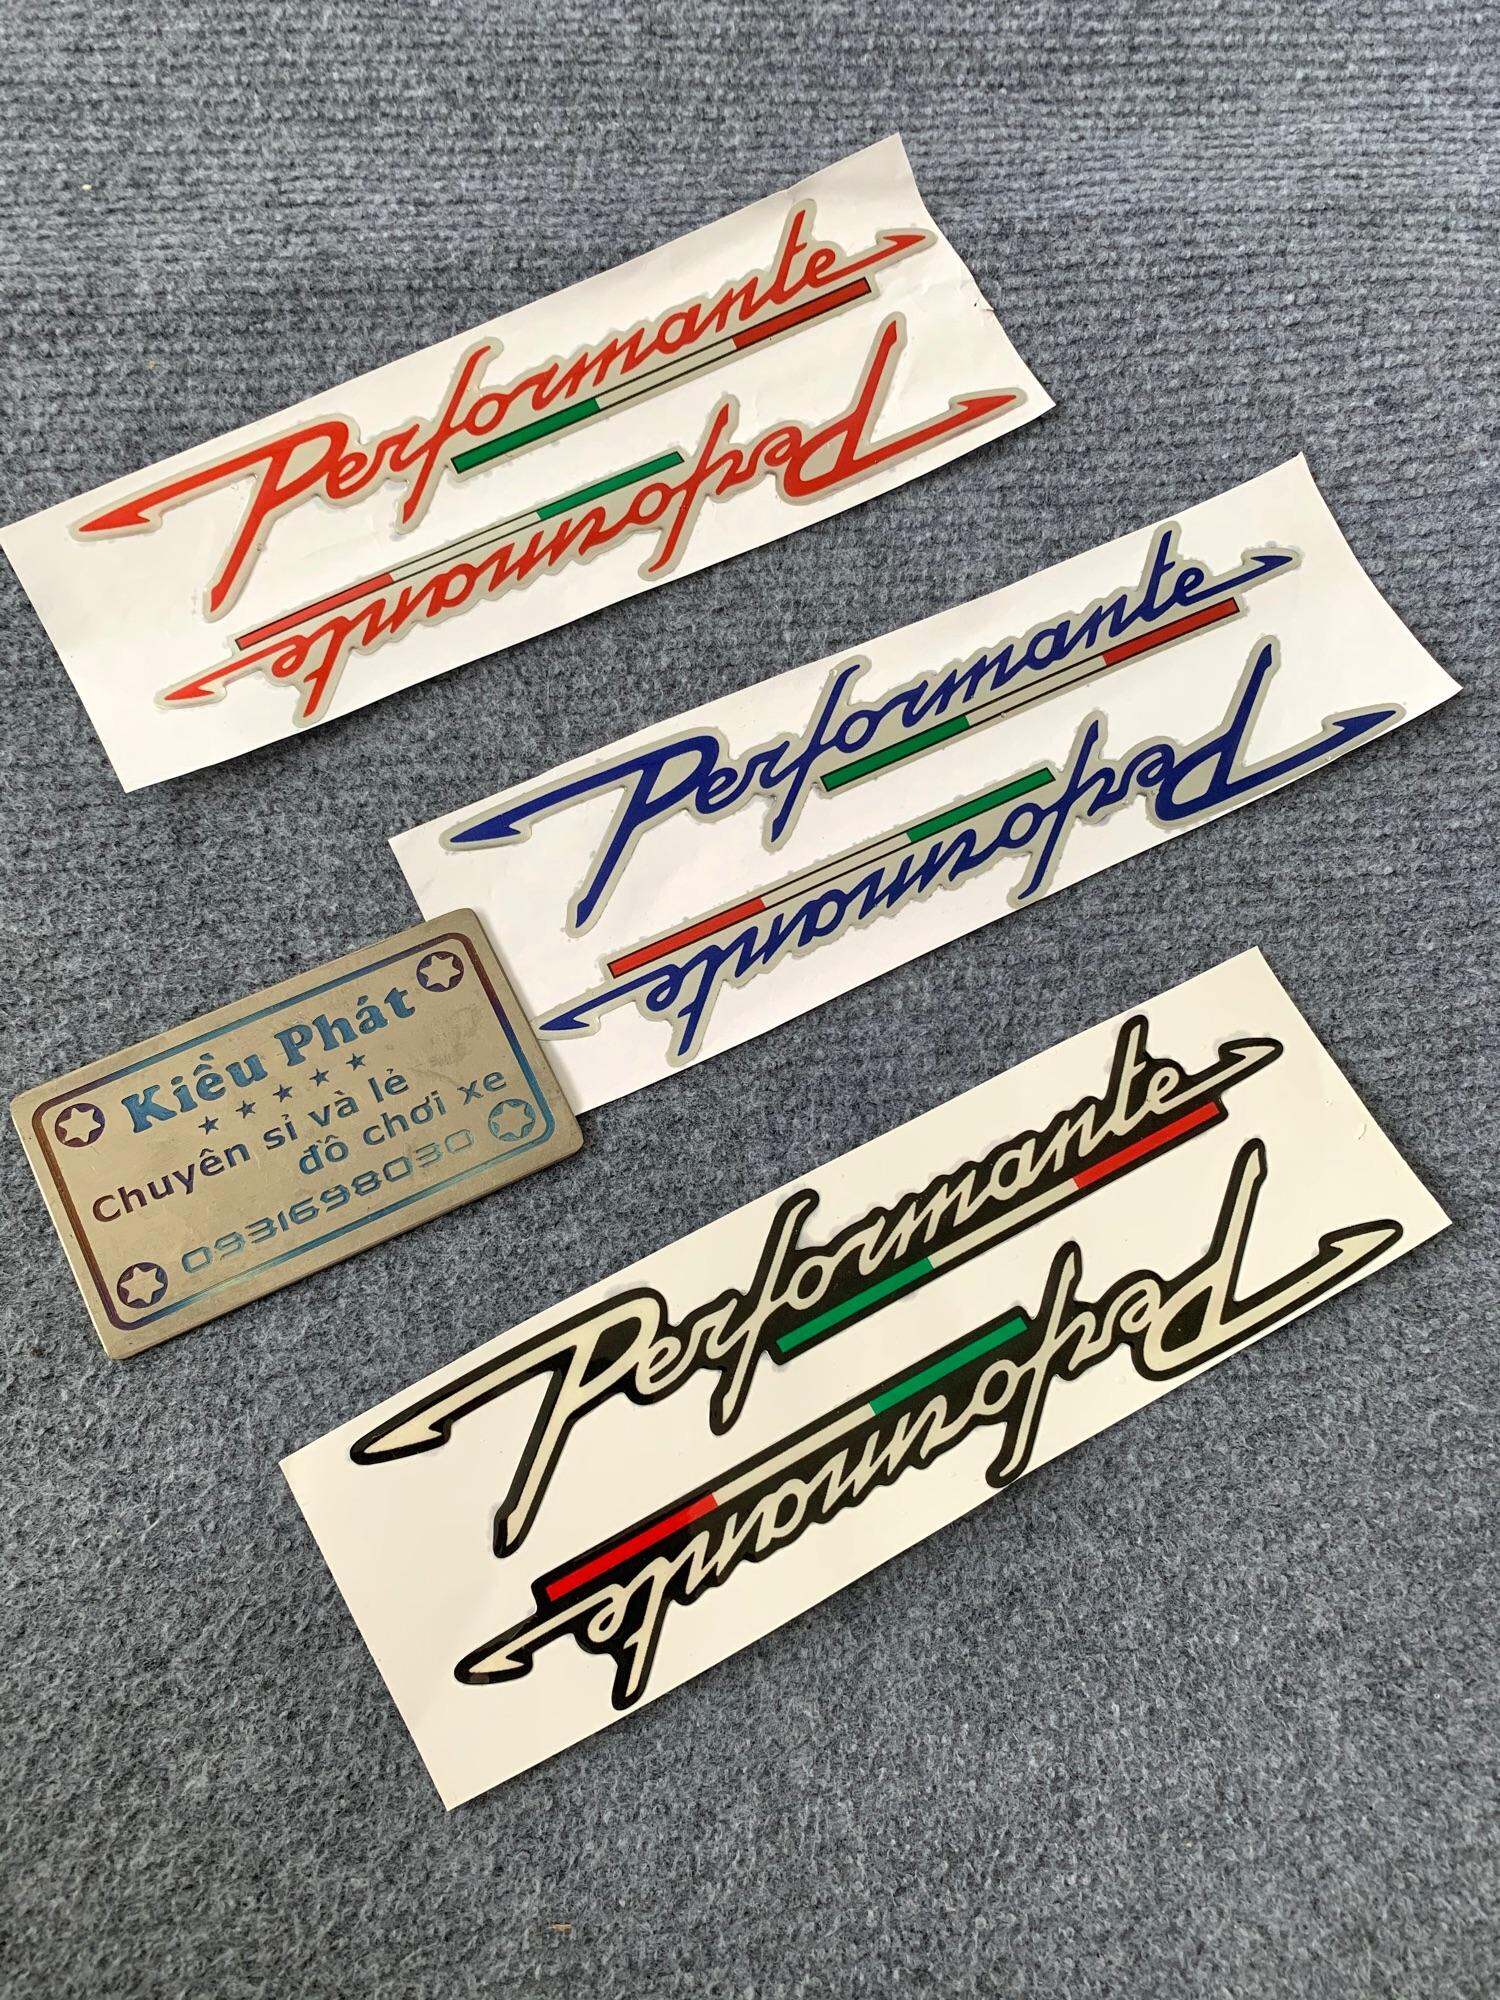 Performante
Performante
Performante
Performante
Kiều Phát
Chuyên sỉ và lẻ
đồ chơi xe
0931698030
Performante
Performante